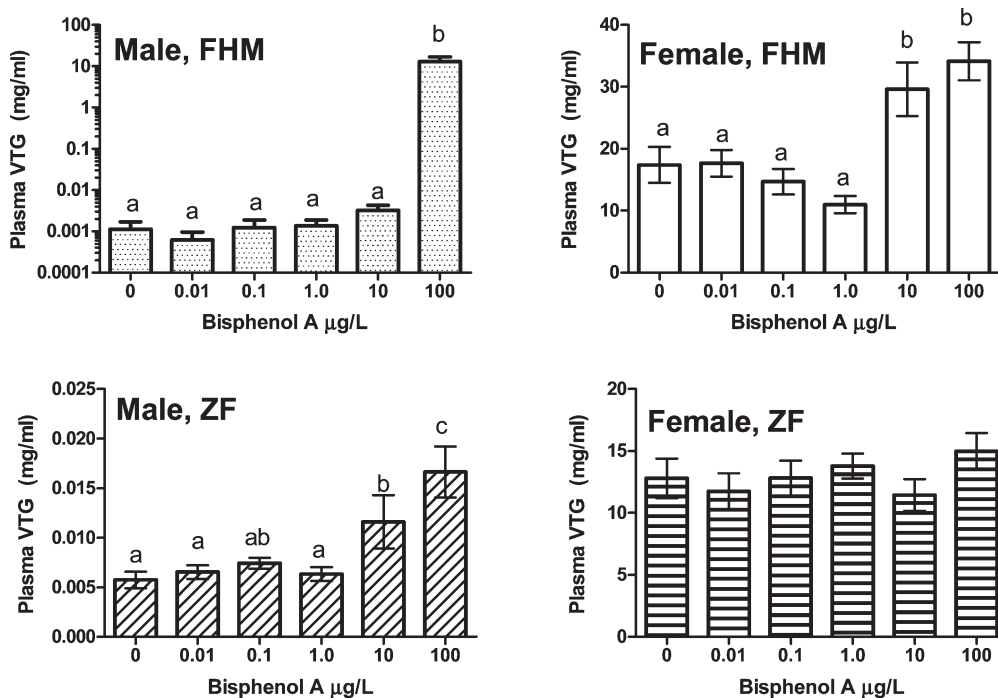 Male, FHM
Plasma VTG (mg/ml)
100
10
1
0.1
0.01
0.001
0.0001
a
a
a
a
a
b
0
0.01
0.1
1.0
10
100
Bisphenol A μg/L
Female, FHM
Plasma VTG (mg/ml)
40
30
20
10
0
a
a
a
a
b
b
0
0.01
0.1
1.0
10
100
Bisphenol A μg/L
Male, ZF
Plasma VTG (mg/ml)
0.025
0.020
0.015
0.010
0.005
0.000
a
a
ab
a
b
c
0
0.01
0.1
1.0
10
100
Bisphenol A μg/L
Female, ZF
Plasma VTG (mg/ml)
20
15
10
5
0
0
0.01
0.1
1.0
10
100
Bisphenol A μg/L